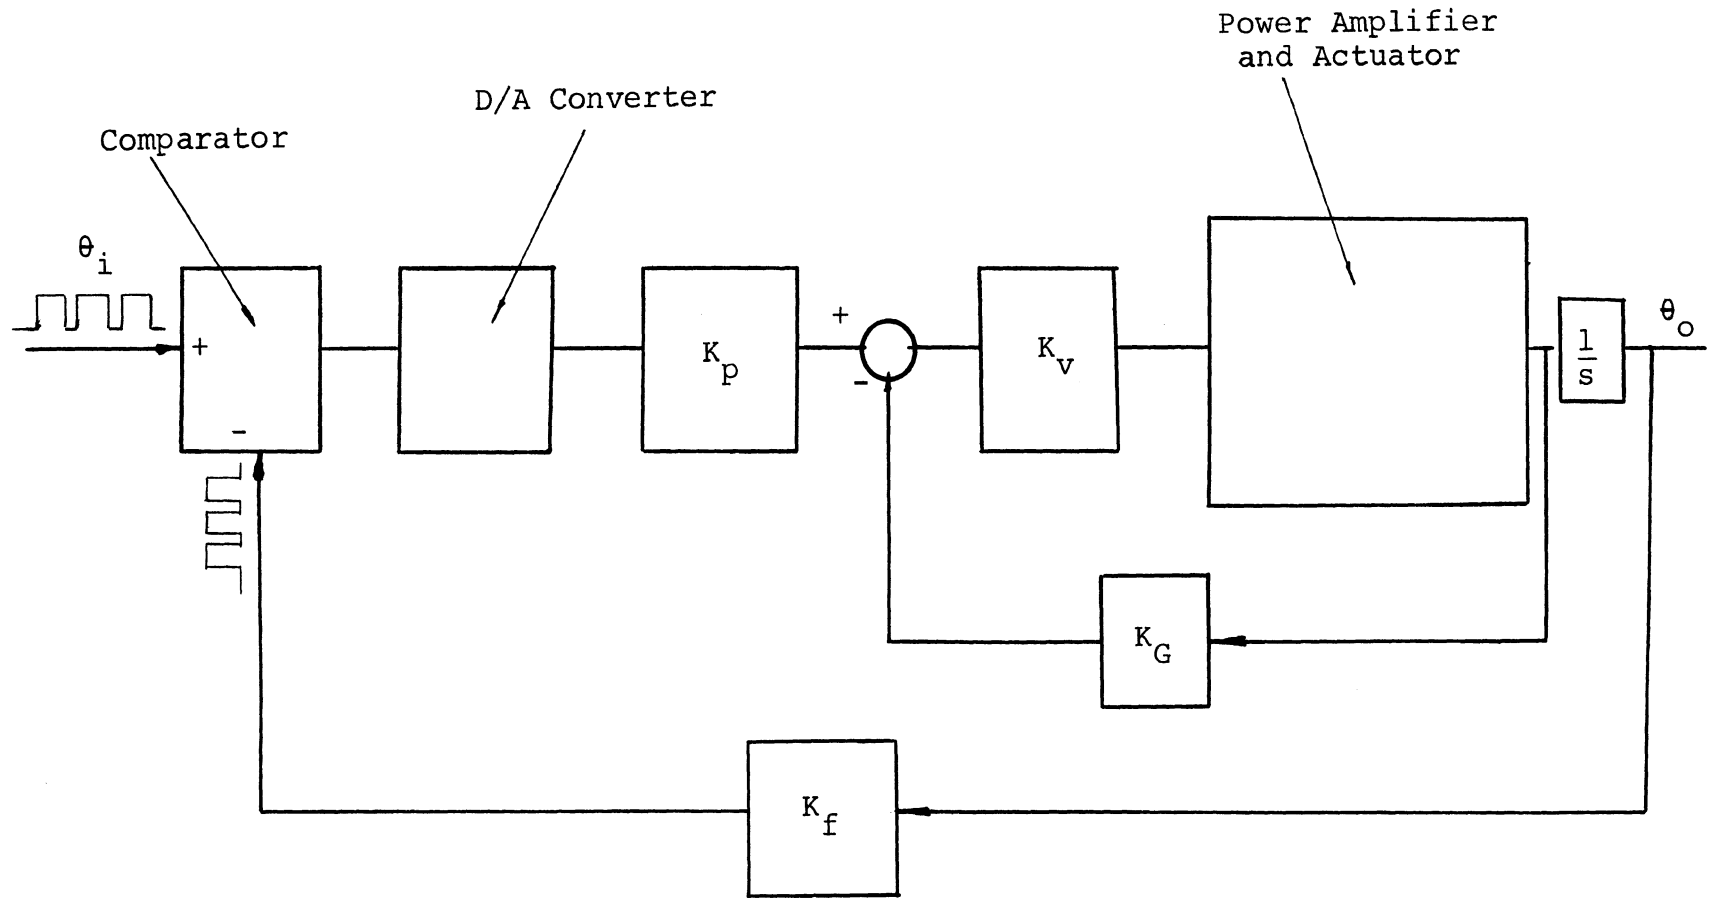 Power Amplifier
and Actuator
D/A Converter
Comparator
θi
θo
+
-
Kp
+
-
Kv
1
s
KG
Kf